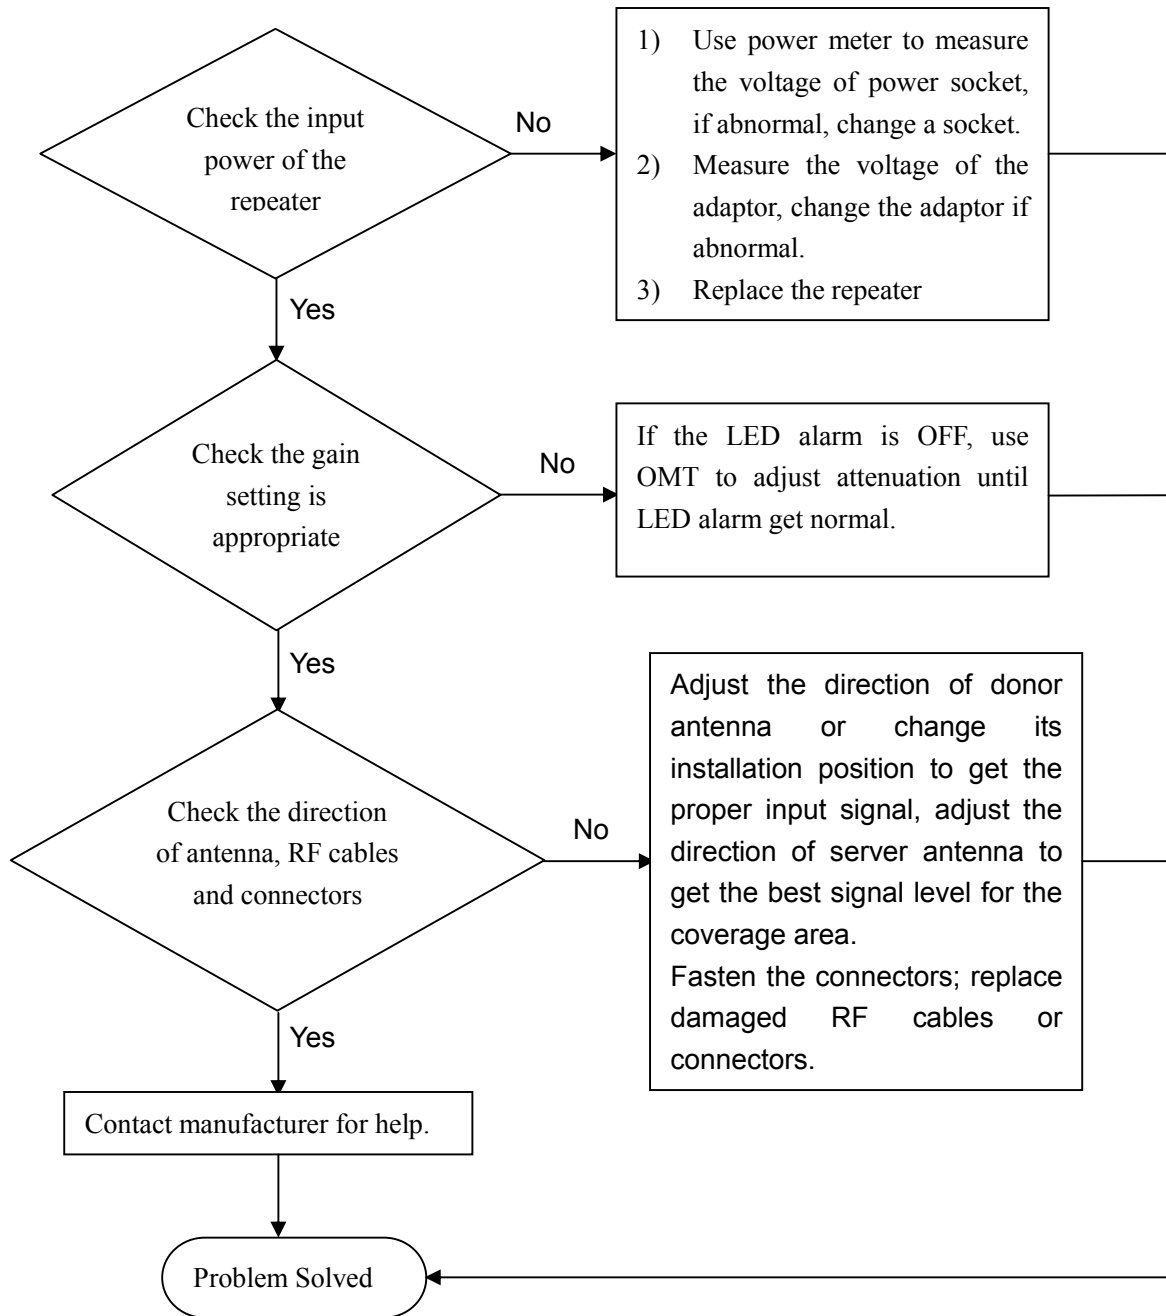 Check the input
power of the
repeater
No
1) Use power meter to measure
the voltage of power socket,
if abnormal, change a socket.
2) Measure the voltage of the
adaptor, change the adaptor if
abnormal.
3) Replace the repeater
Yes
Check the gain
setting is
appropriate
No
If the LED alarm is OFF, use
OMT to adjust attenuation until
LED alarm get normal.
Yes
Check the direction
of antenna, RF cables
and connectors
No
Adjust the direction of donor
antenna or change its
installation position to get the
proper input signal, adjust the
direction of server antenna to
get the best signal level for the
coverage area.
Fasten the connectors; replace
damaged RF cables or
connectors.
Yes
Contact manufacturer for help.
Problem Solved